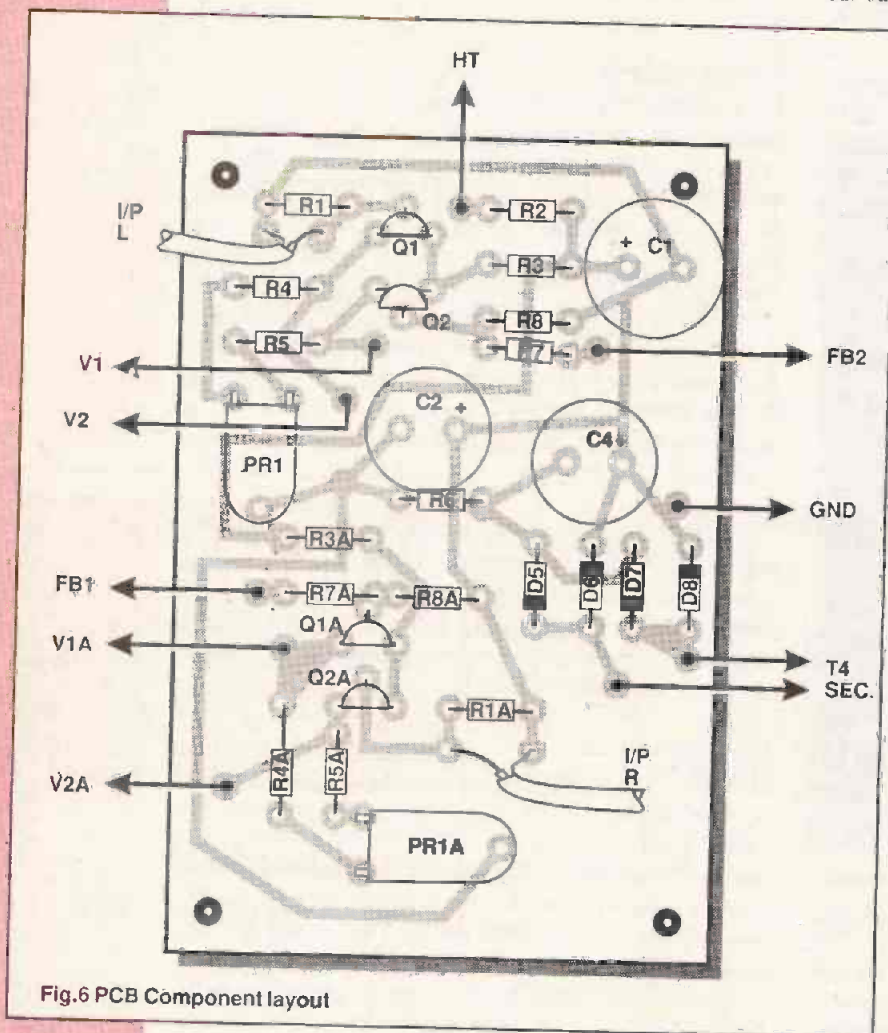 HT
I/P
L
R1
Q1
R2
+ C1
R4
R3
Q2
R8
R5
R7
V1
FB2
V2
C2 +
C4
PR1
R6
GND
R3A
FB1
R7A
R8A
D5
D6
D7
D8
Q1A
V1A
Q2A
T4
SEC.
R1A
V2A
R4A
R5A
I/P
R
PR1A
Fig.6 PCB Component layout